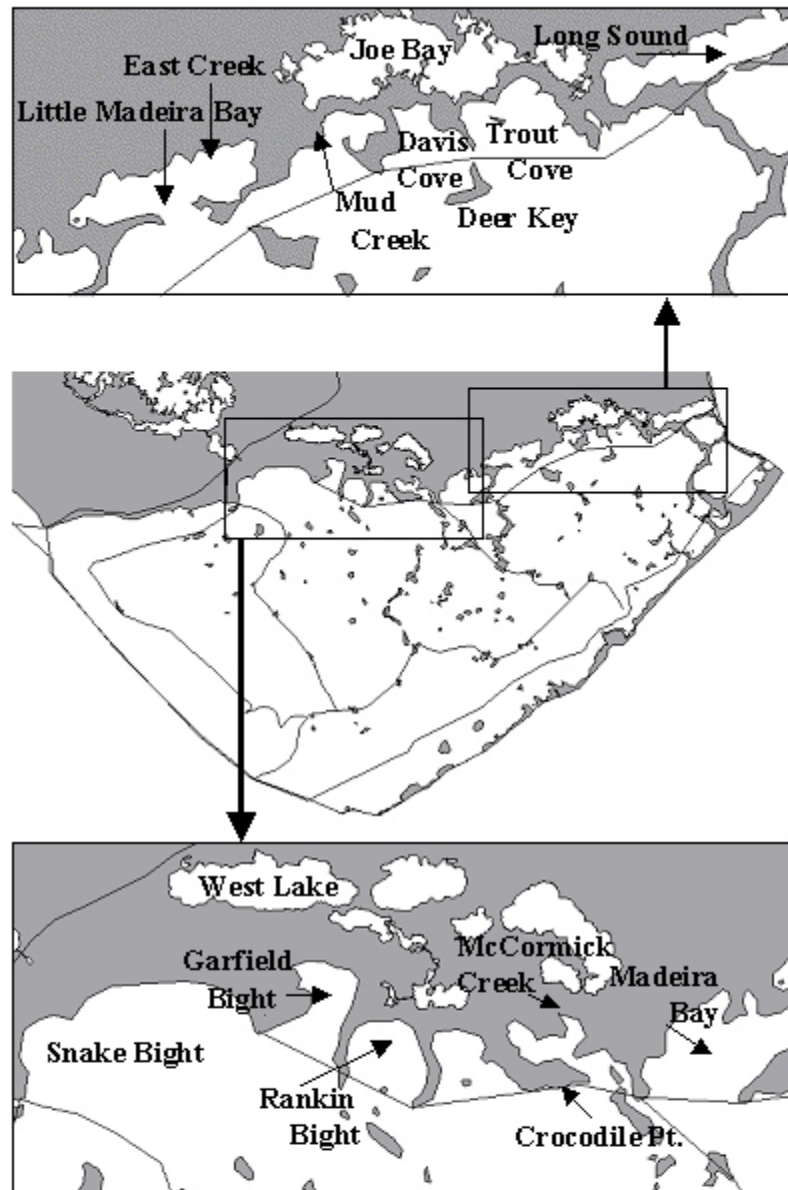 Joe Bay
Long Sound
East Creek
Little Madeira Bay
Davis
Cove
Trout
Cove
Mud
Creek
Deer Key
West Lake
McCormick
Creek
Garfield
Bight
Madeira
Bay
Snake Bight
Rankin
Bight
Crocodile Pt.